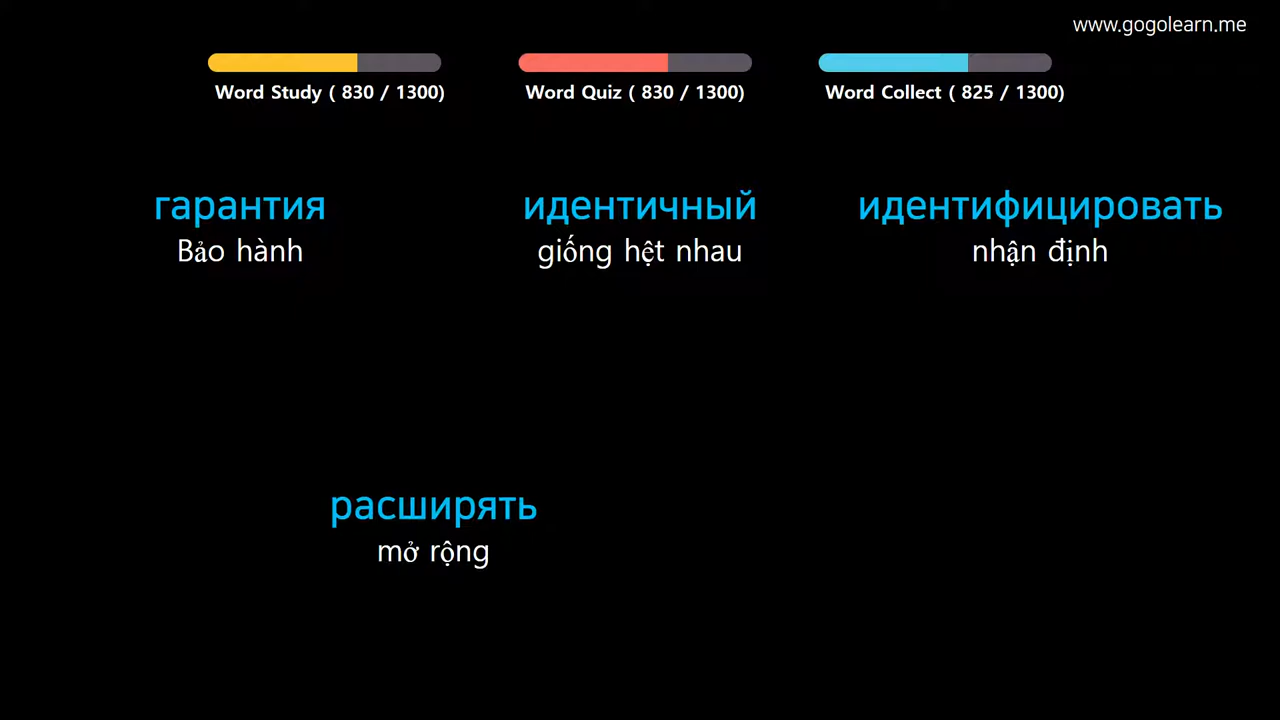 www.gogolearn.me
Word Study ( 830 / 1300)
Word Quiz ( 830 / 1300)
Word Collect ( 825 / 1300)
гарантия
Bảo hành
идентичный
giống hệt nhau
идентифицировать
nhận định
расширять
mở rộng